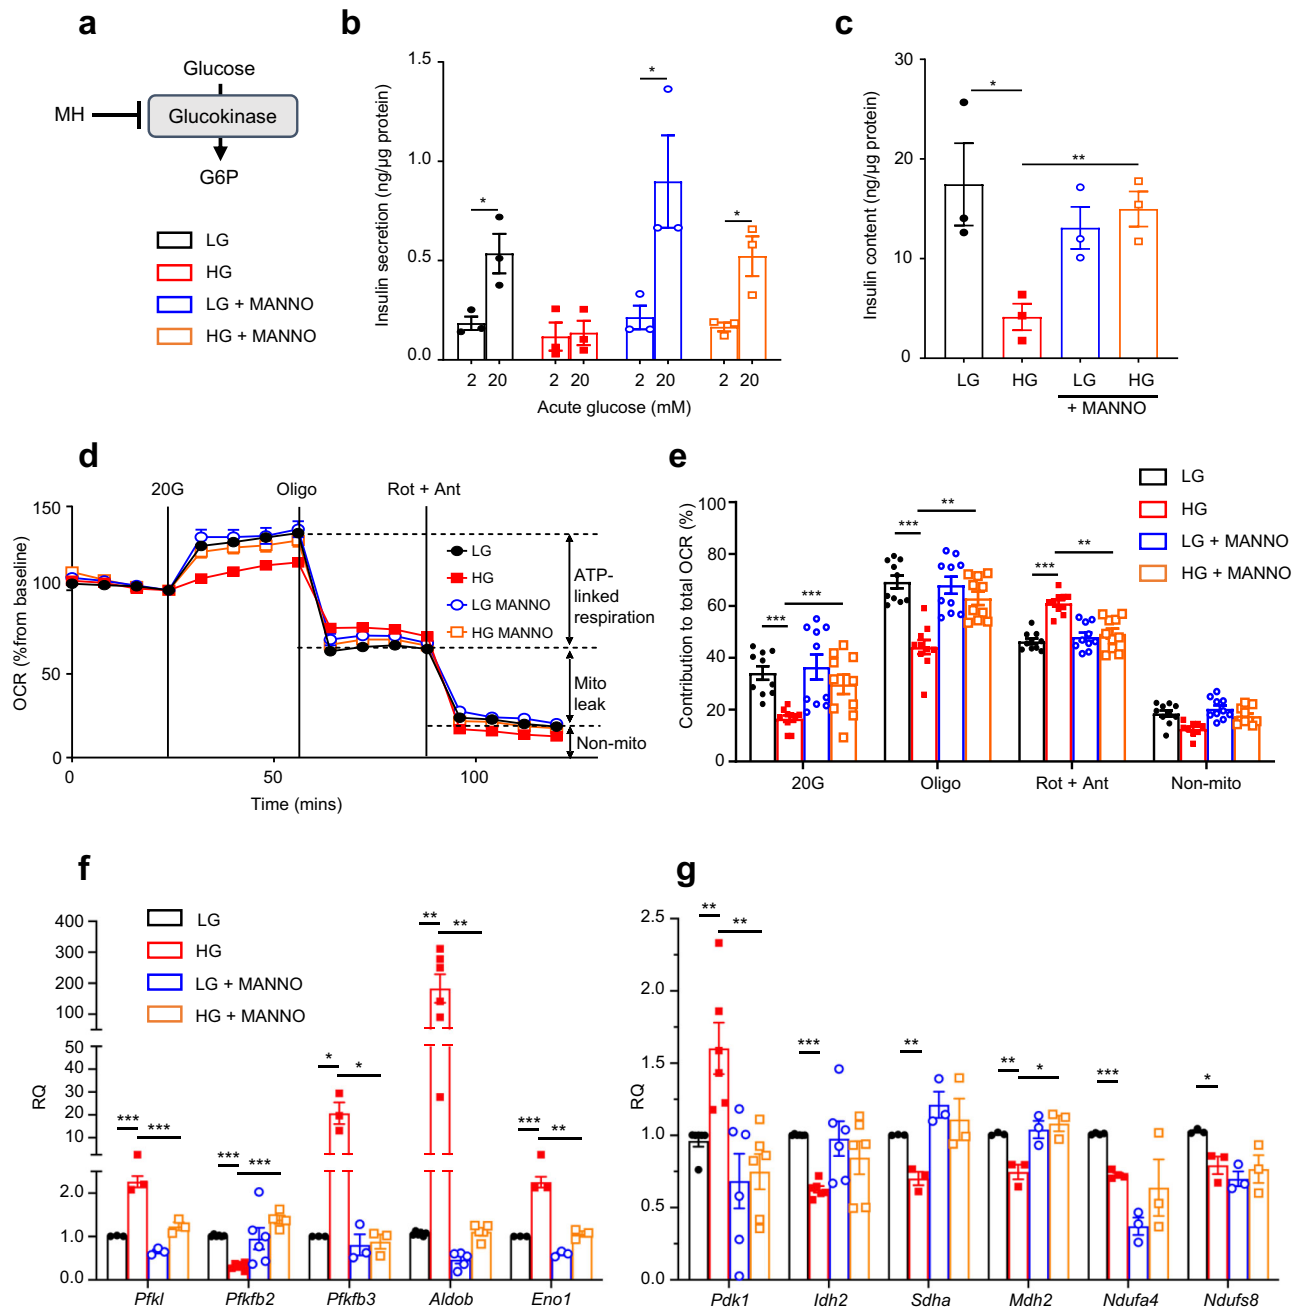 a
Glucose
MH
Glucokinase
G6P
LG
HG
LG + MANNO
HG + MANNO
b
Insulin secretion (ng/µg protein)
1.5
1.0
0.5
0.0
*
*
*
2 20 2 20 2 20 2 20
Acute glucose (mM)
c
Insulin content (ng/µg protein)
30
20
10
0
*
**
LG HG LG HG
+ MANNO
d
20G Oligo Rot + Ant
OCR (%from baseline)
150
100
50
0
LG
HG
LG MANNO
HG MANNO
ATP-
linked
respiration
Mito
leak
Non-mito
0 50 100
Time (mins)
e
LG
HG
LG + MANNO
HG + MANNO
Contribution to total OCR (%)
100
80
60
40
20
0
*** ***
*** **
*** **
20G Oligo Rot + Ant Non-mito
f
LG
HG
LG + MANNO
HG + MANNO
RQ
400
300
200
100
50
40
30
20
10
2.0
1.0
0.0
*** ***
*** ***
* *
** **
*** **
Pfkl Pfkfb2 Pfkfb3 Aldob Eno1
g
RQ
2.5
2.0
1.5
1.0
0.5
0.0
** **
***
**
** *
***
*
Pdk1 Idh2 Sdha Mdh2 Ndufa4 Ndufs8